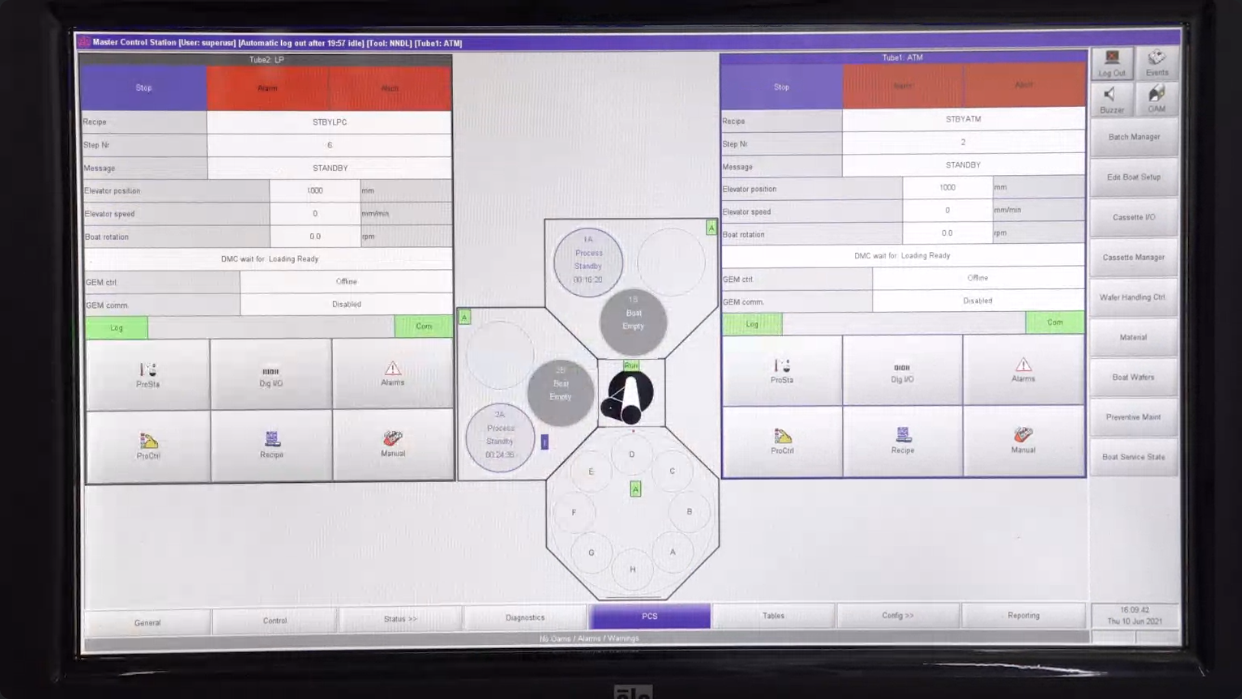 Master Control Station [User: superusr] [Automatic log out after 19:57 idle] [Tool: NNDL] [Tube1: ATM]
Tube2: LP
Stop
Alarm
Abort
Recipe
STBYLPC
Step Nr
6
Message
STANDBY
Elevator position
1000
mm
Elevator speed
0
mm/min
Boat rotation
0.0
rpm
DMC wait for Loading Ready
GEM ctrl.
Offline
GEM comm.
Disabled
Log
Com
ProSta
Dig I/O
Alarms
ProCtrl
Recipe
Manual
A
1A
Process
Standby
1B
Boat
Empty
A
2B
Boat
Empty
2A
Process
Standby
00:24:35
Run
D
E
C
A
F
B
G
A
H
Tube1: ATM
Stop
Alarm
Abort
Recipe
STBYATM
Step Nr
2
Message
STANDBY
Elevator position
1000
mm
Elevator speed
0
mm/min
Boat rotation
0.0
rpm
DMC wait for Loading Ready
GEM ctrl.
Offline
GEM comm.
Disabled
Log
Com
ProSta
Dig I/O
Alarms
ProCtrl
Recipe
Manual
Log Out
Events
Buzzer
OAM
Batch Manager
Edit Boat Setup
Cassette I/O
Cassette Manager
Wafer Handling Ctrl.
Material
Boat Wafers
Preventive Maint
Boat Service State
General
Control
Status >>
Diagnostics
PCS
Tables
Config >>
Reporting
16:09:42
Thu 10 Jun 2021
No Oams / Alarms / Warnings
elo